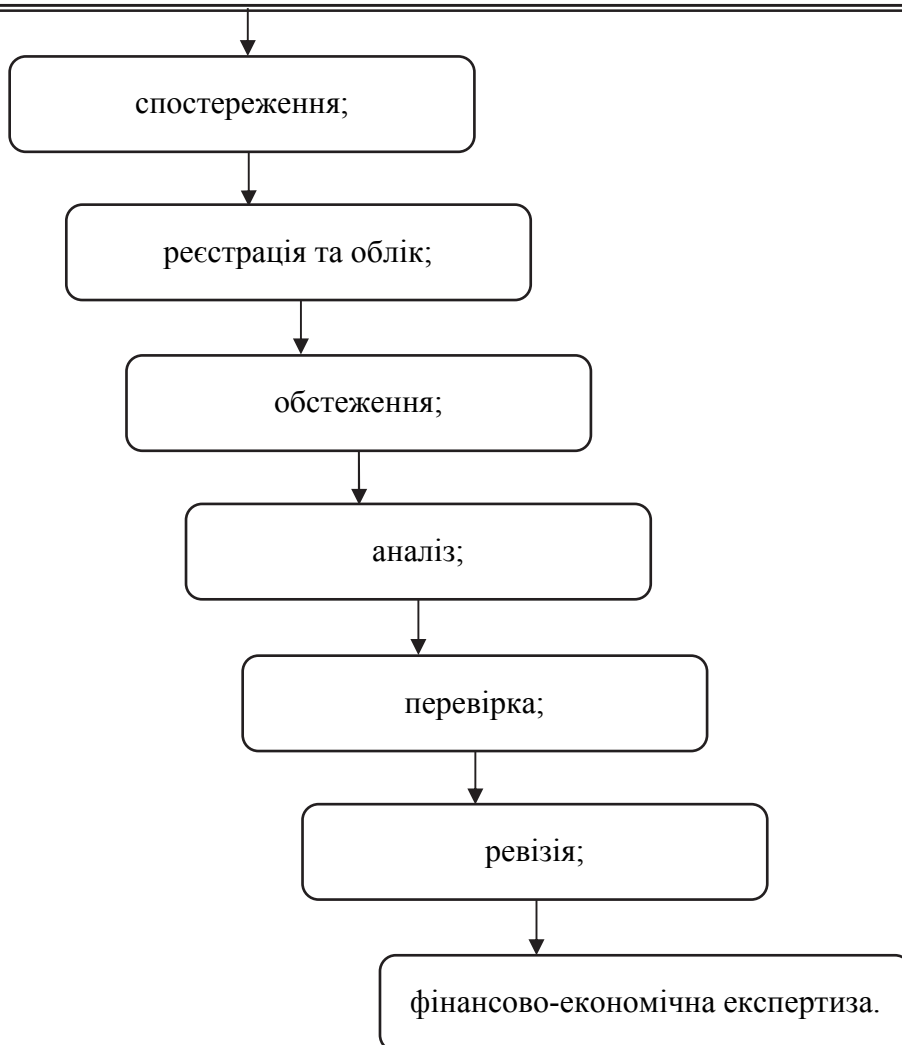 спостереження;
реєстрація та облік;
обстеження;
аналіз;
перевірка;
ревізія;
фінансово-економічна експертиза.